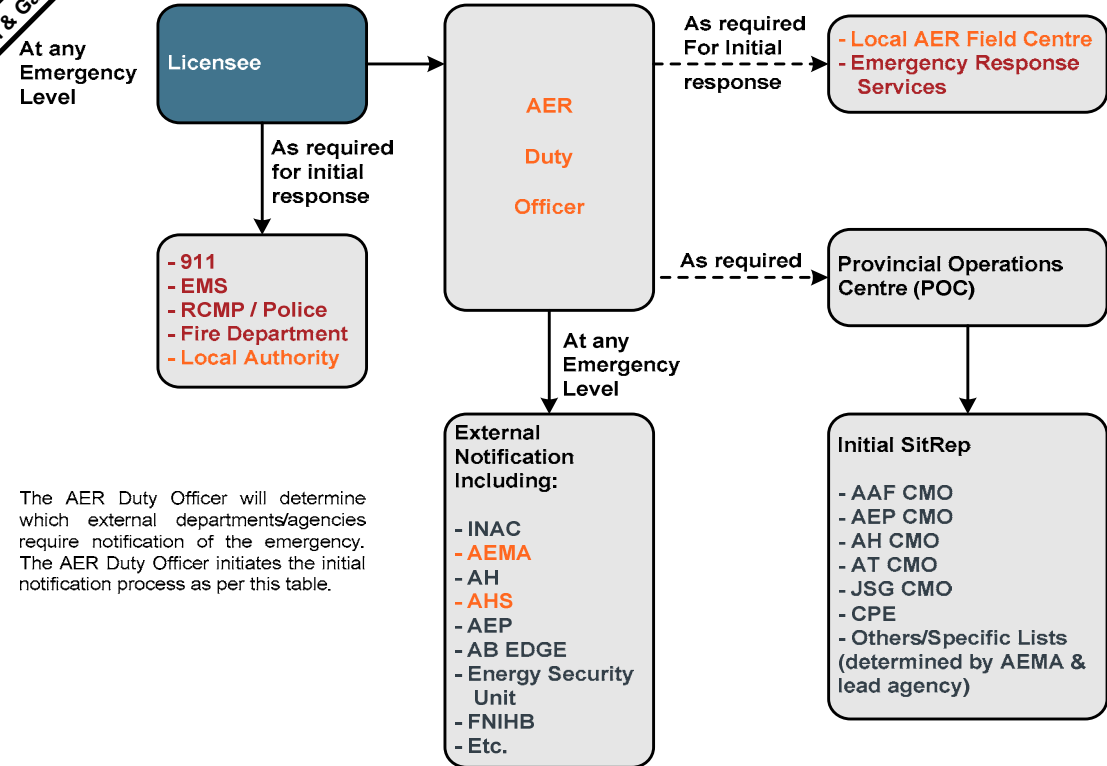 & Ga
At any
Emergency
Level
Licensee
As required
for initial
response
- 911
- EMS
- RCMP / Police
- Fire Department
- Local Authority
AER
Duty
Officer
As required
For Initial
response
- Local AER Field Centre
- Emergency Response
Services
As required
Provincial Operations
Centre (POC)
At any
Emergency
Level
External
Notification
Including:
- INAC
- AEMA
- AH
- AHS
- AEP
- AB EDGE
- Energy Security
Unit
- FNIHB
- Etc.
Initial SitRep
- AAF CMO
- AEP CMO
- AH CMO
- AT CMO
- JSG CMO
- CPE
- Others/Specific Lists
(determined by AEMA &
lead agency)
The AER Duty Officer will determine
which external departments/agencies
require notification of the emergency.
The AER Duty Officer initiates the initial
notification process as per this table.